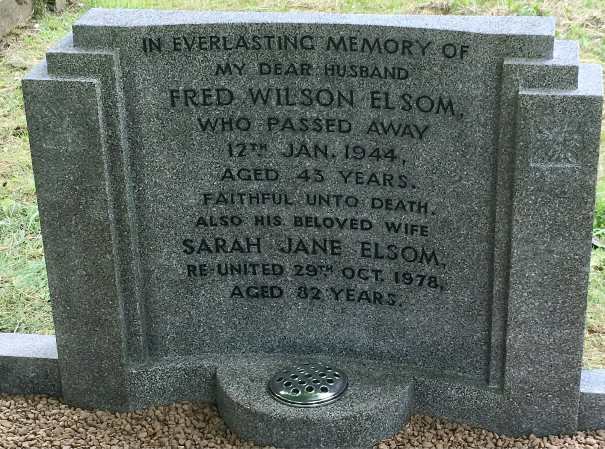 IN EVERLASTING MEMORY OF
MY DEAR HUSBAND
FRED WILSON ELSOM,
WHO PASSED AWAY
12TH JAN. 1944,
AGED 43 YEARS.
FAITHFUL UNTO DEATH.
ALSO HIS BELOVED WIFE
SARAH JANE ELSOM,
RE-UNITED 29TH OCT. 1978,
AGED 82 YEARS.